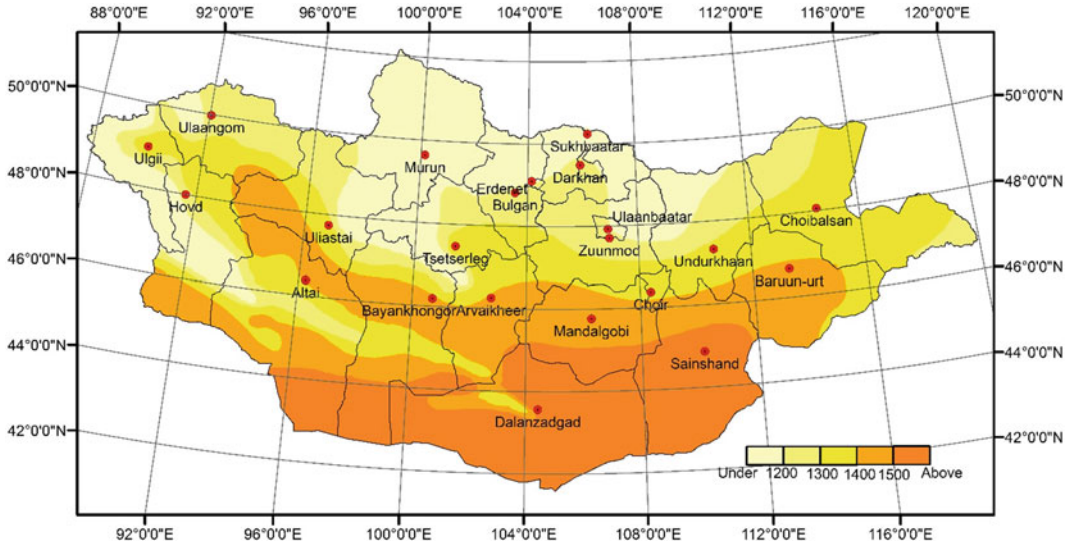 88°0'0"E 92°0'0"E 96°0'0"E 100°0'0"E 104°0'0"E 108°0'0"E 112°0'0"E 116°0'0"E 120°0'0"E
50°0'0"N 50°0'0"N
Ulaangom
Sukhbaatar
Ulgii
Murun
Darkhan
48°0'0"N 48°0'0"N
Erdenet
Hovd
Bulgan
Ulaanbaatar
Choibalsan
Uliastai
Tsetserleg
Zuunmod
Undurkhaan
46°0'0"N 46°0'0"N
Baruun-urt
Altai
Bayankhongor
Arvaikheer
Choir
Mandalgobi
44°0'0"N 44°0'0"N
Sainshand
Dalanzadgad
42°0'0"N 42°0'0"N
Under 1200 1300 1400 1500 Above
92°0'0"E 96°0'0"E 100°0'0"E 104°0'0"E 108°0'0"E 112°0'0"E 116°0'0"E